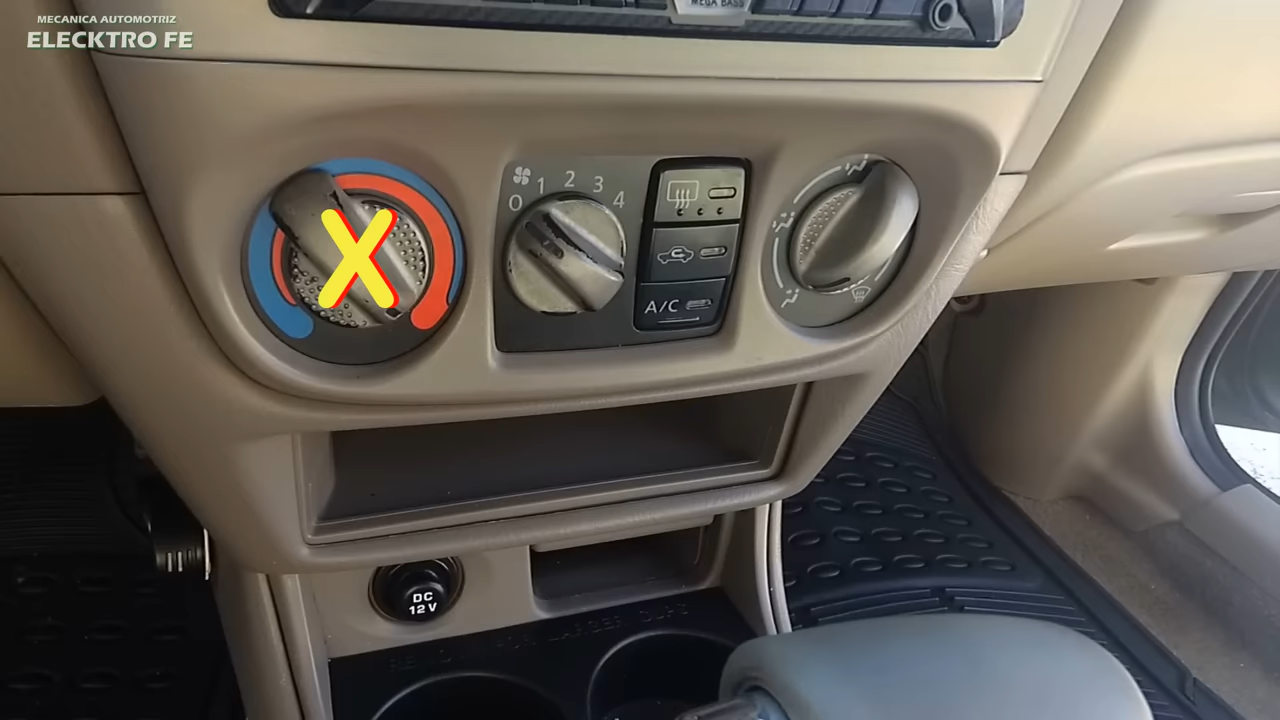 MECANICA AUTOMOTRIZ
ELECKTRO FE
MEGA BASS
0 1 2 3 4
A/C
X
DC
12V